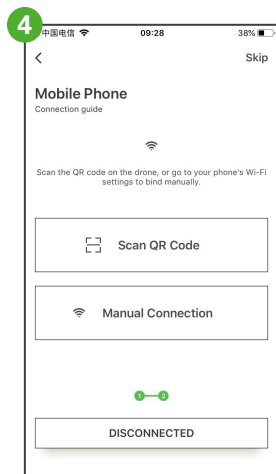 4
中国电信 09:28 38%
Skip
Mobile Phone
Connection guide
Scan the QR code on the drone, or go to your phone's Wi-Fi
settings to bind manually.
Scan QR Code
Manual Connection
1 2
DISCONNECTED